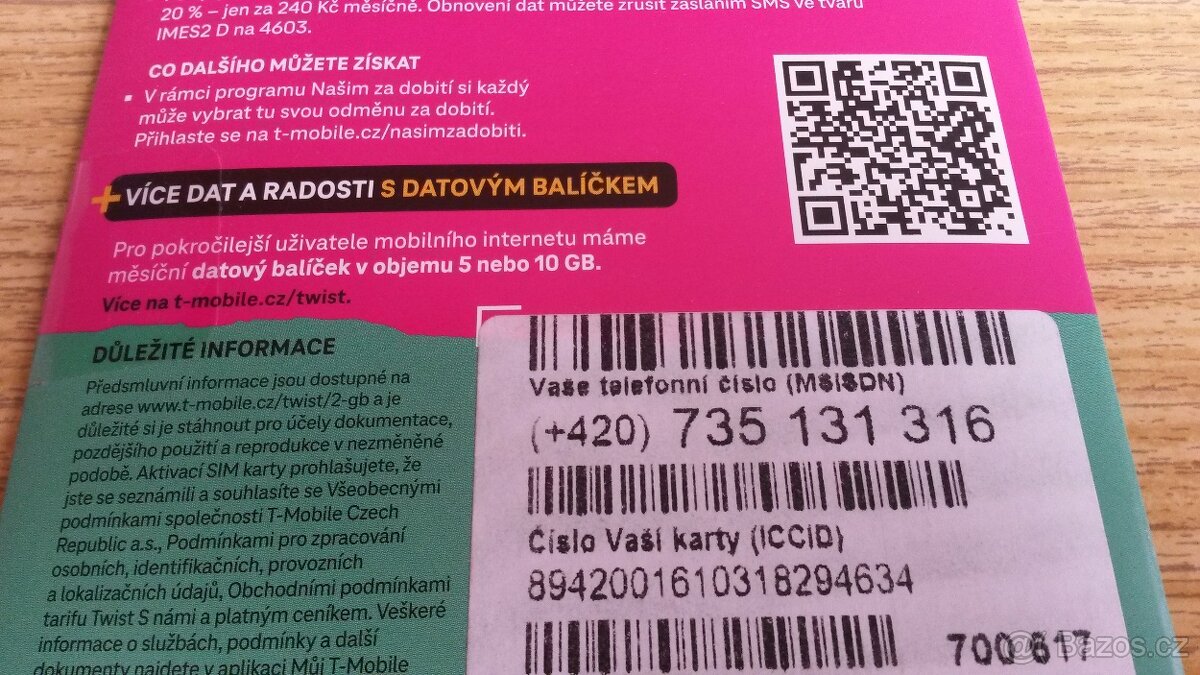 20 % – jen za 240 Kč měsíčně. Obnovení dat můžete zrušit zasláním SMS ve tvaru
IMES2 D na 4603.
CO DALŠÍHO MŮŽETE ZÍSKAT
▪ V rámci programu Našim za dobití si každý
může vybrat tu svou odměnu za dobití.
Přihlaste se na t-mobile.cz/nasimzadobiti.
+ VÍCE DAT A RADOSTI S DATOVÝM BALÍČKEM
Pro pokročilejší uživatele mobilního internetu máme
měsíční datový balíček v objemu 5 nebo 10 GB.
Více na t-mobile.cz/twist.
DŮLEŽITÉ INFORMACE
Předsmluvní informace jsou dostupné na
adrese www.t-mobile.cz/twist/2-gb a je
důležité si je stáhnout pro účely dokumentace,
pozdějšího použití a reprodukce v nezměněné
podobě. Aktivací SIM karty prohlašujete, že
jste se seznámili a souhlasíte se Všeobecnými
podmínkami společnosti T-Mobile Czech
Republic a.s., Podmínkami pro zpracování
osobních, identifikačních, provozních
a lokalizačních údajů, Obchodními podmínkami
tarifu Twist S námi a platným ceníkem. Veškeré
informace o službách, podmínky a další
dokumenty najdete v aplikaci Můj T-Mobile
Vaše telefonní číslo (MSISDN)
(+420) 735 131 316
Číslo Vaší karty (ICCID)
8942001610318294634
700 617
Bazos.cz